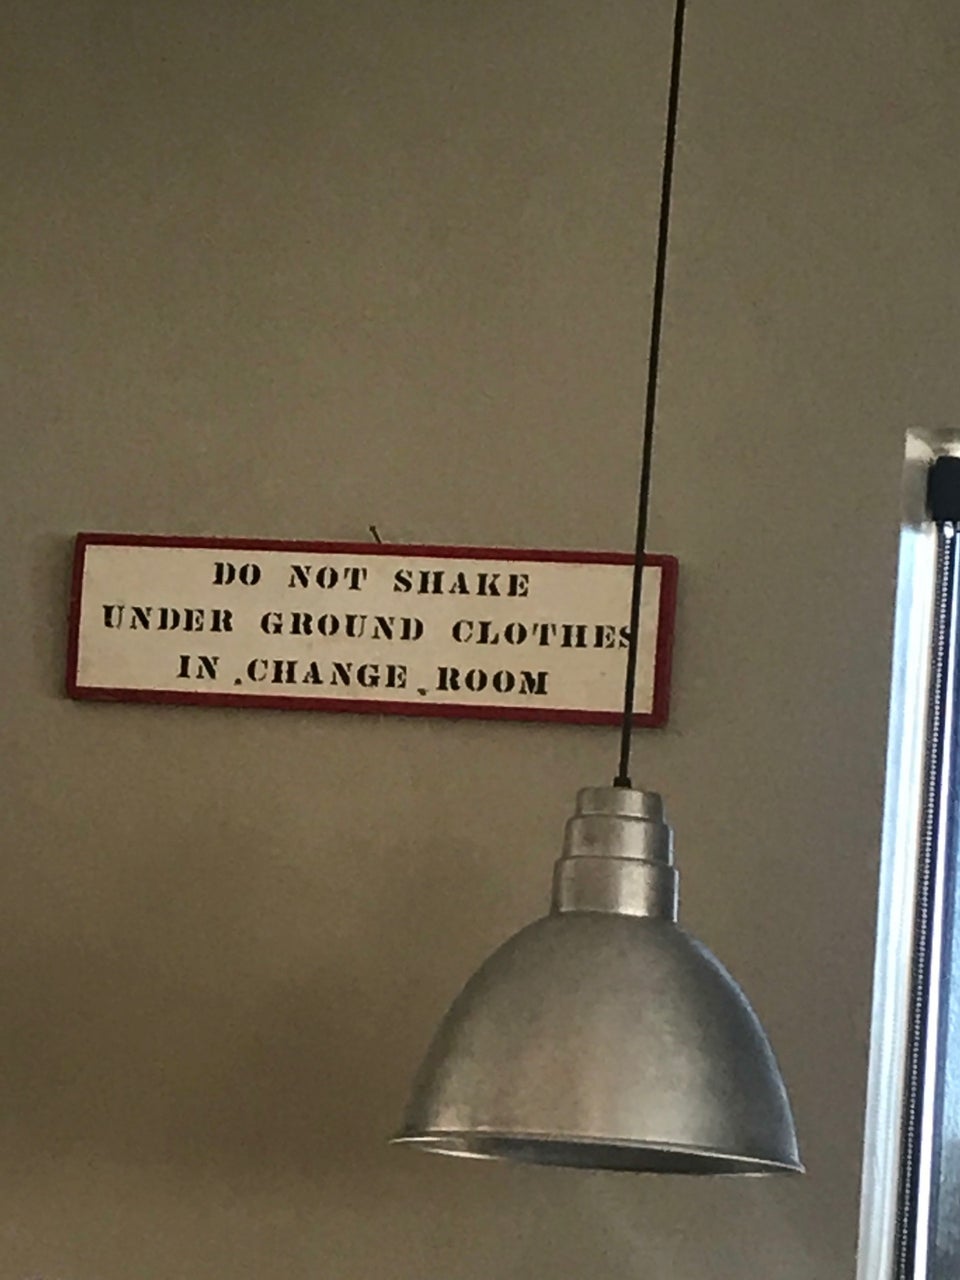 DO NOT SHAKE
UNDER GROUND CLOTHES
IN CHANGE ROOM